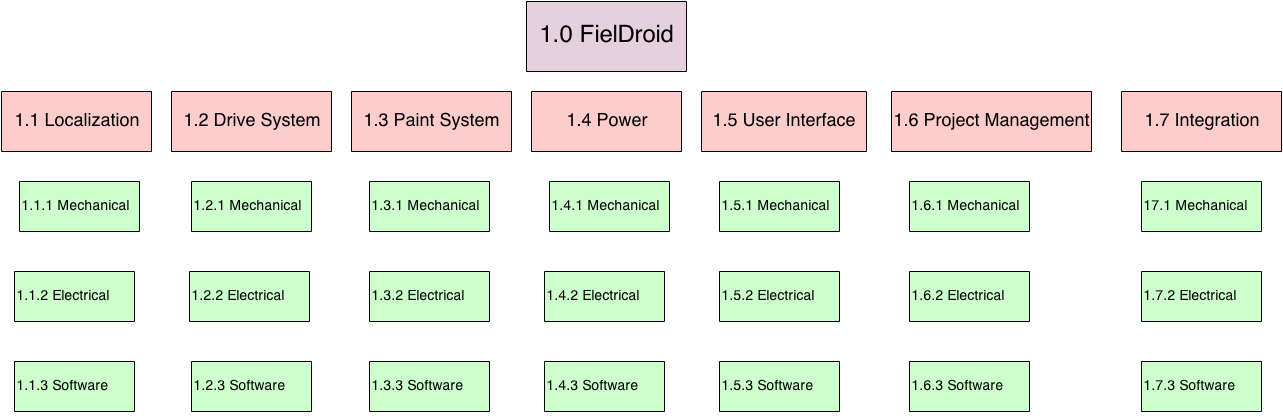 1.0 FielDroid
1.1 Localization
1.2 Drive System
1.3 Paint System
1.4 Power
1.5 User Interface
1.6 Project Management
1.7 Integration
1.1.1 Mechanical
1.2.1 Mechanical
1.3.1 Mechanical
1.4.1 Mechanical
1.5.1 Mechanical
1.6.1 Mechanical
17.1 Mechanical
1.1.2 Electrical
1.2.2 Electrical
1.3.2 Electrical
1.4.2 Electrical
1.5.2 Electrical
1.6.2 Electrical
1.7.2 Electrical
1.1.3 Software
1.2.3 Software
1.3.3 Software
1.4.3 Software
1.5.3 Software
1.6.3 Software
1.7.3 Software